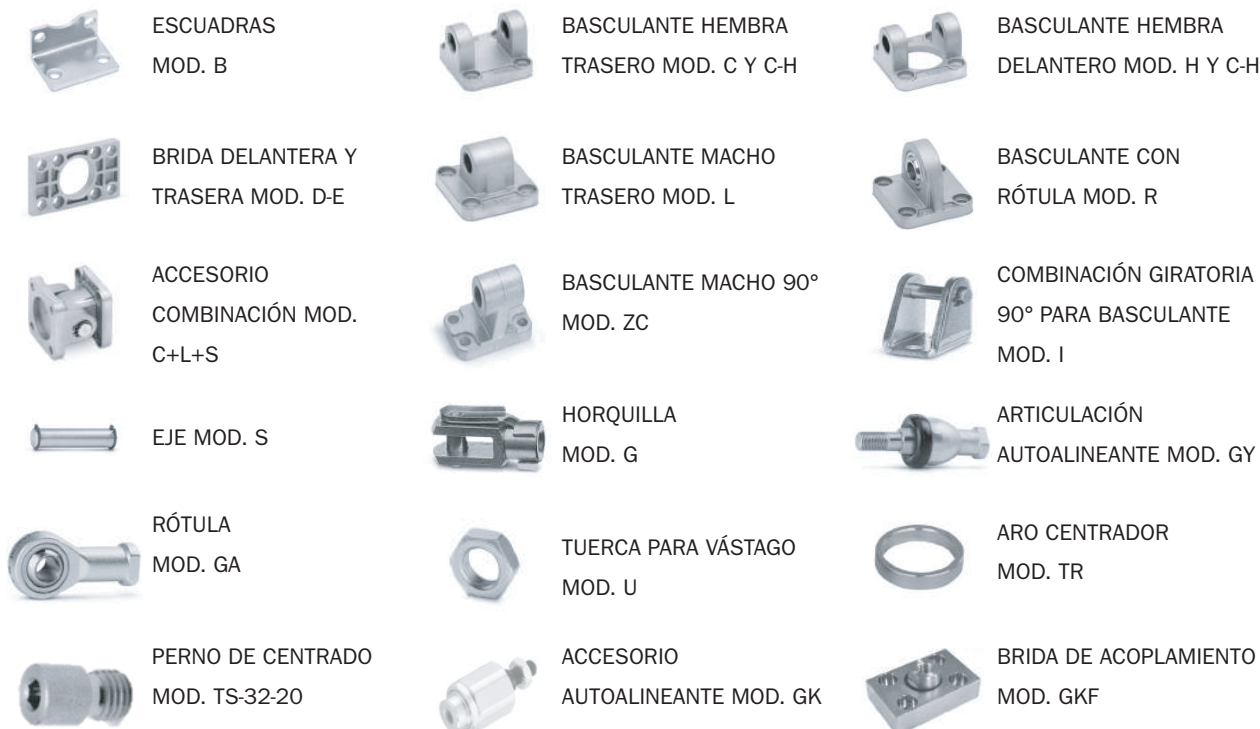 ESCUADRAS
MOD. B
BASCULANTE HEMBRA
TRASERO MOD. C Y C-H
BASCULANTE HEMBRA
DELANTERO MOD. H Y C-H
BRIDA DELANTERA Y
TRASERA MOD. D-E
BASCULANTE MACHO
TRASERO MOD. L
BASCULANTE CON
RÓTULA MOD. R
ACCESORIO
COMBINACIÓN MOD.
C+L+S
BASCULANTE MACHO 90°
MOD. ZC
COMBINACIÓN GIRATORIA
90° PARA BASCULANTE
MOD. I
EJE MOD. S
HORQUILLA
MOD. G
ARTICULACIÓN
AUTOALINEANTE MOD. GY
RÓTULA
MOD. GA
TUERCA PARA VÁSTAGO
MOD. U
ARO CENTRADOR
MOD. TR
PERNO DE CENTRADO
MOD. TS-32-20
ACCESORIO
AUTOALINEANTE MOD. GK
BRIDA DE ACOPLAMIENTO
MOD. GKF